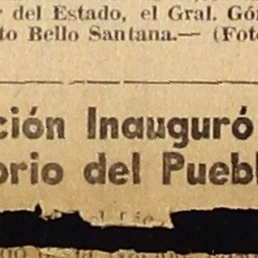 r del Estado, el Gral. Gó
to Bello Santana.— (Fot
ción Inauguró
orio del Puebl